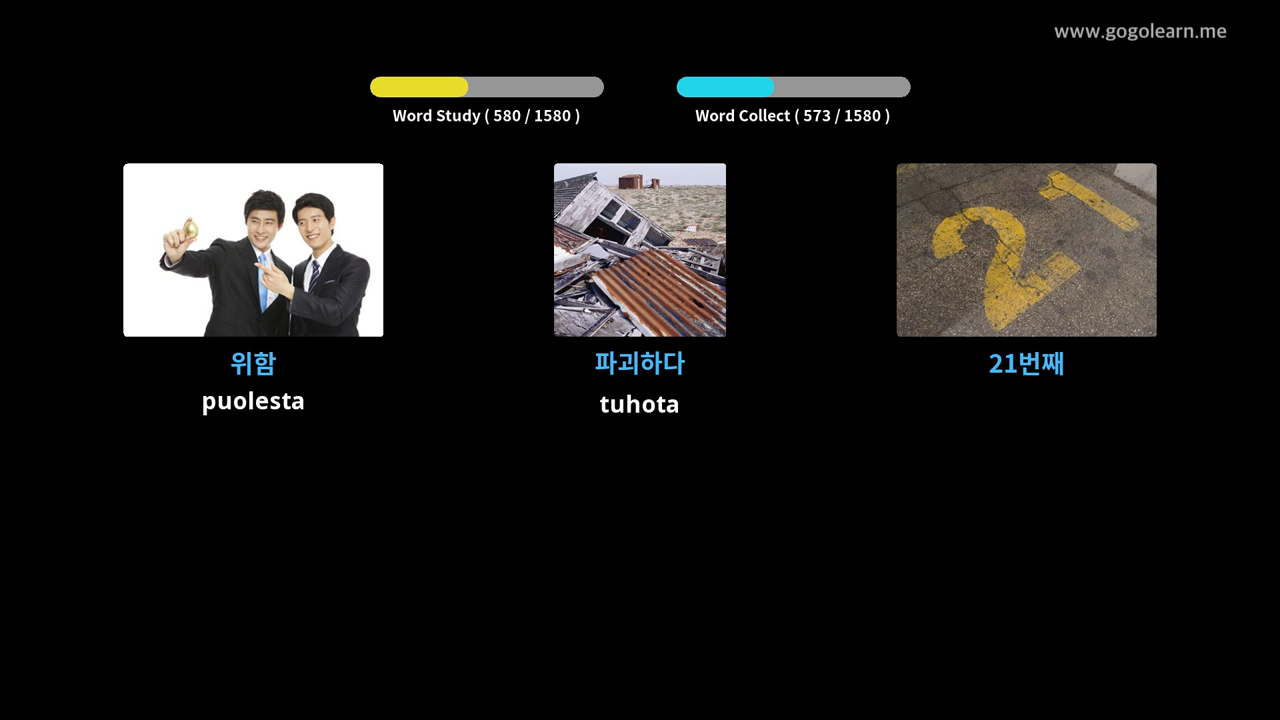 www.gogolearn.me
Word Study ( 580 / 1580 )
Word Collect ( 573 / 1580 )
21
위함
파괴하다
21번째
puolesta
tuhota